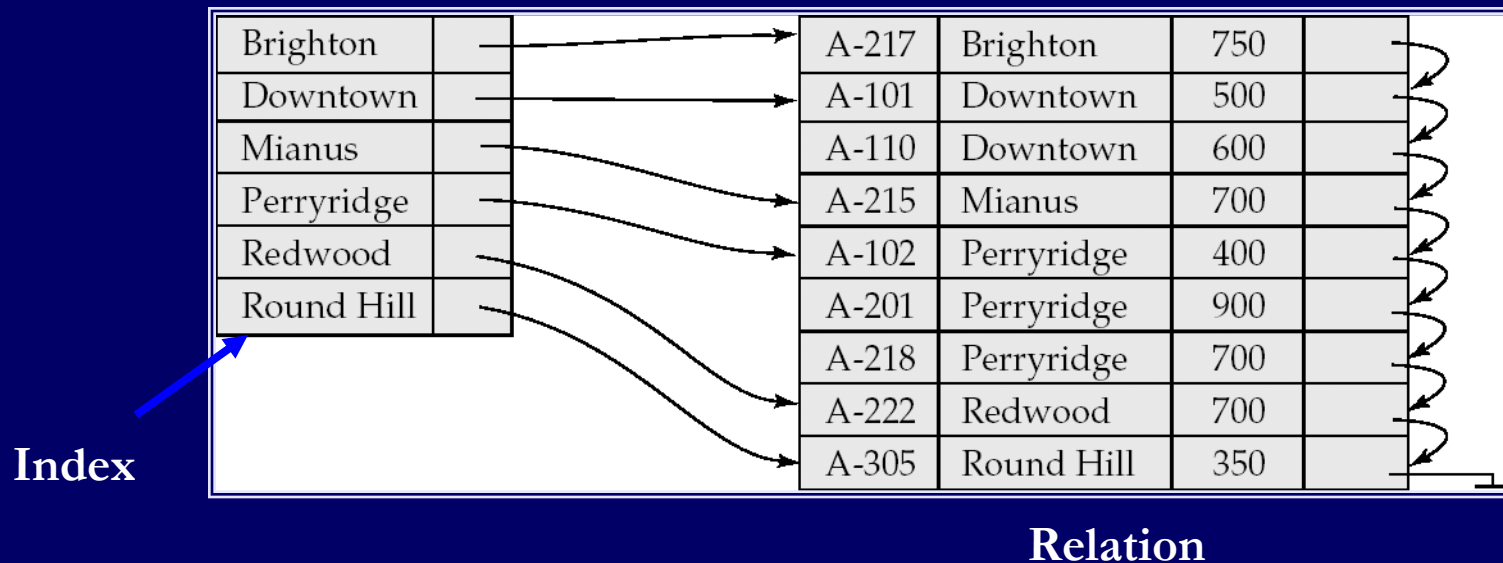 Brighton A-217 Brighton 750
Downtown A-101 Downtown 500
Mianus A-110 Downtown 600
Perryridge A-215 Mianus 700
Redwood A-102 Perryridge 400
Round Hill A-201 Perryridge 900
A-218 Perryridge 700
A-222 Redwood 700
A-305 Round Hill 350
Index
Relation